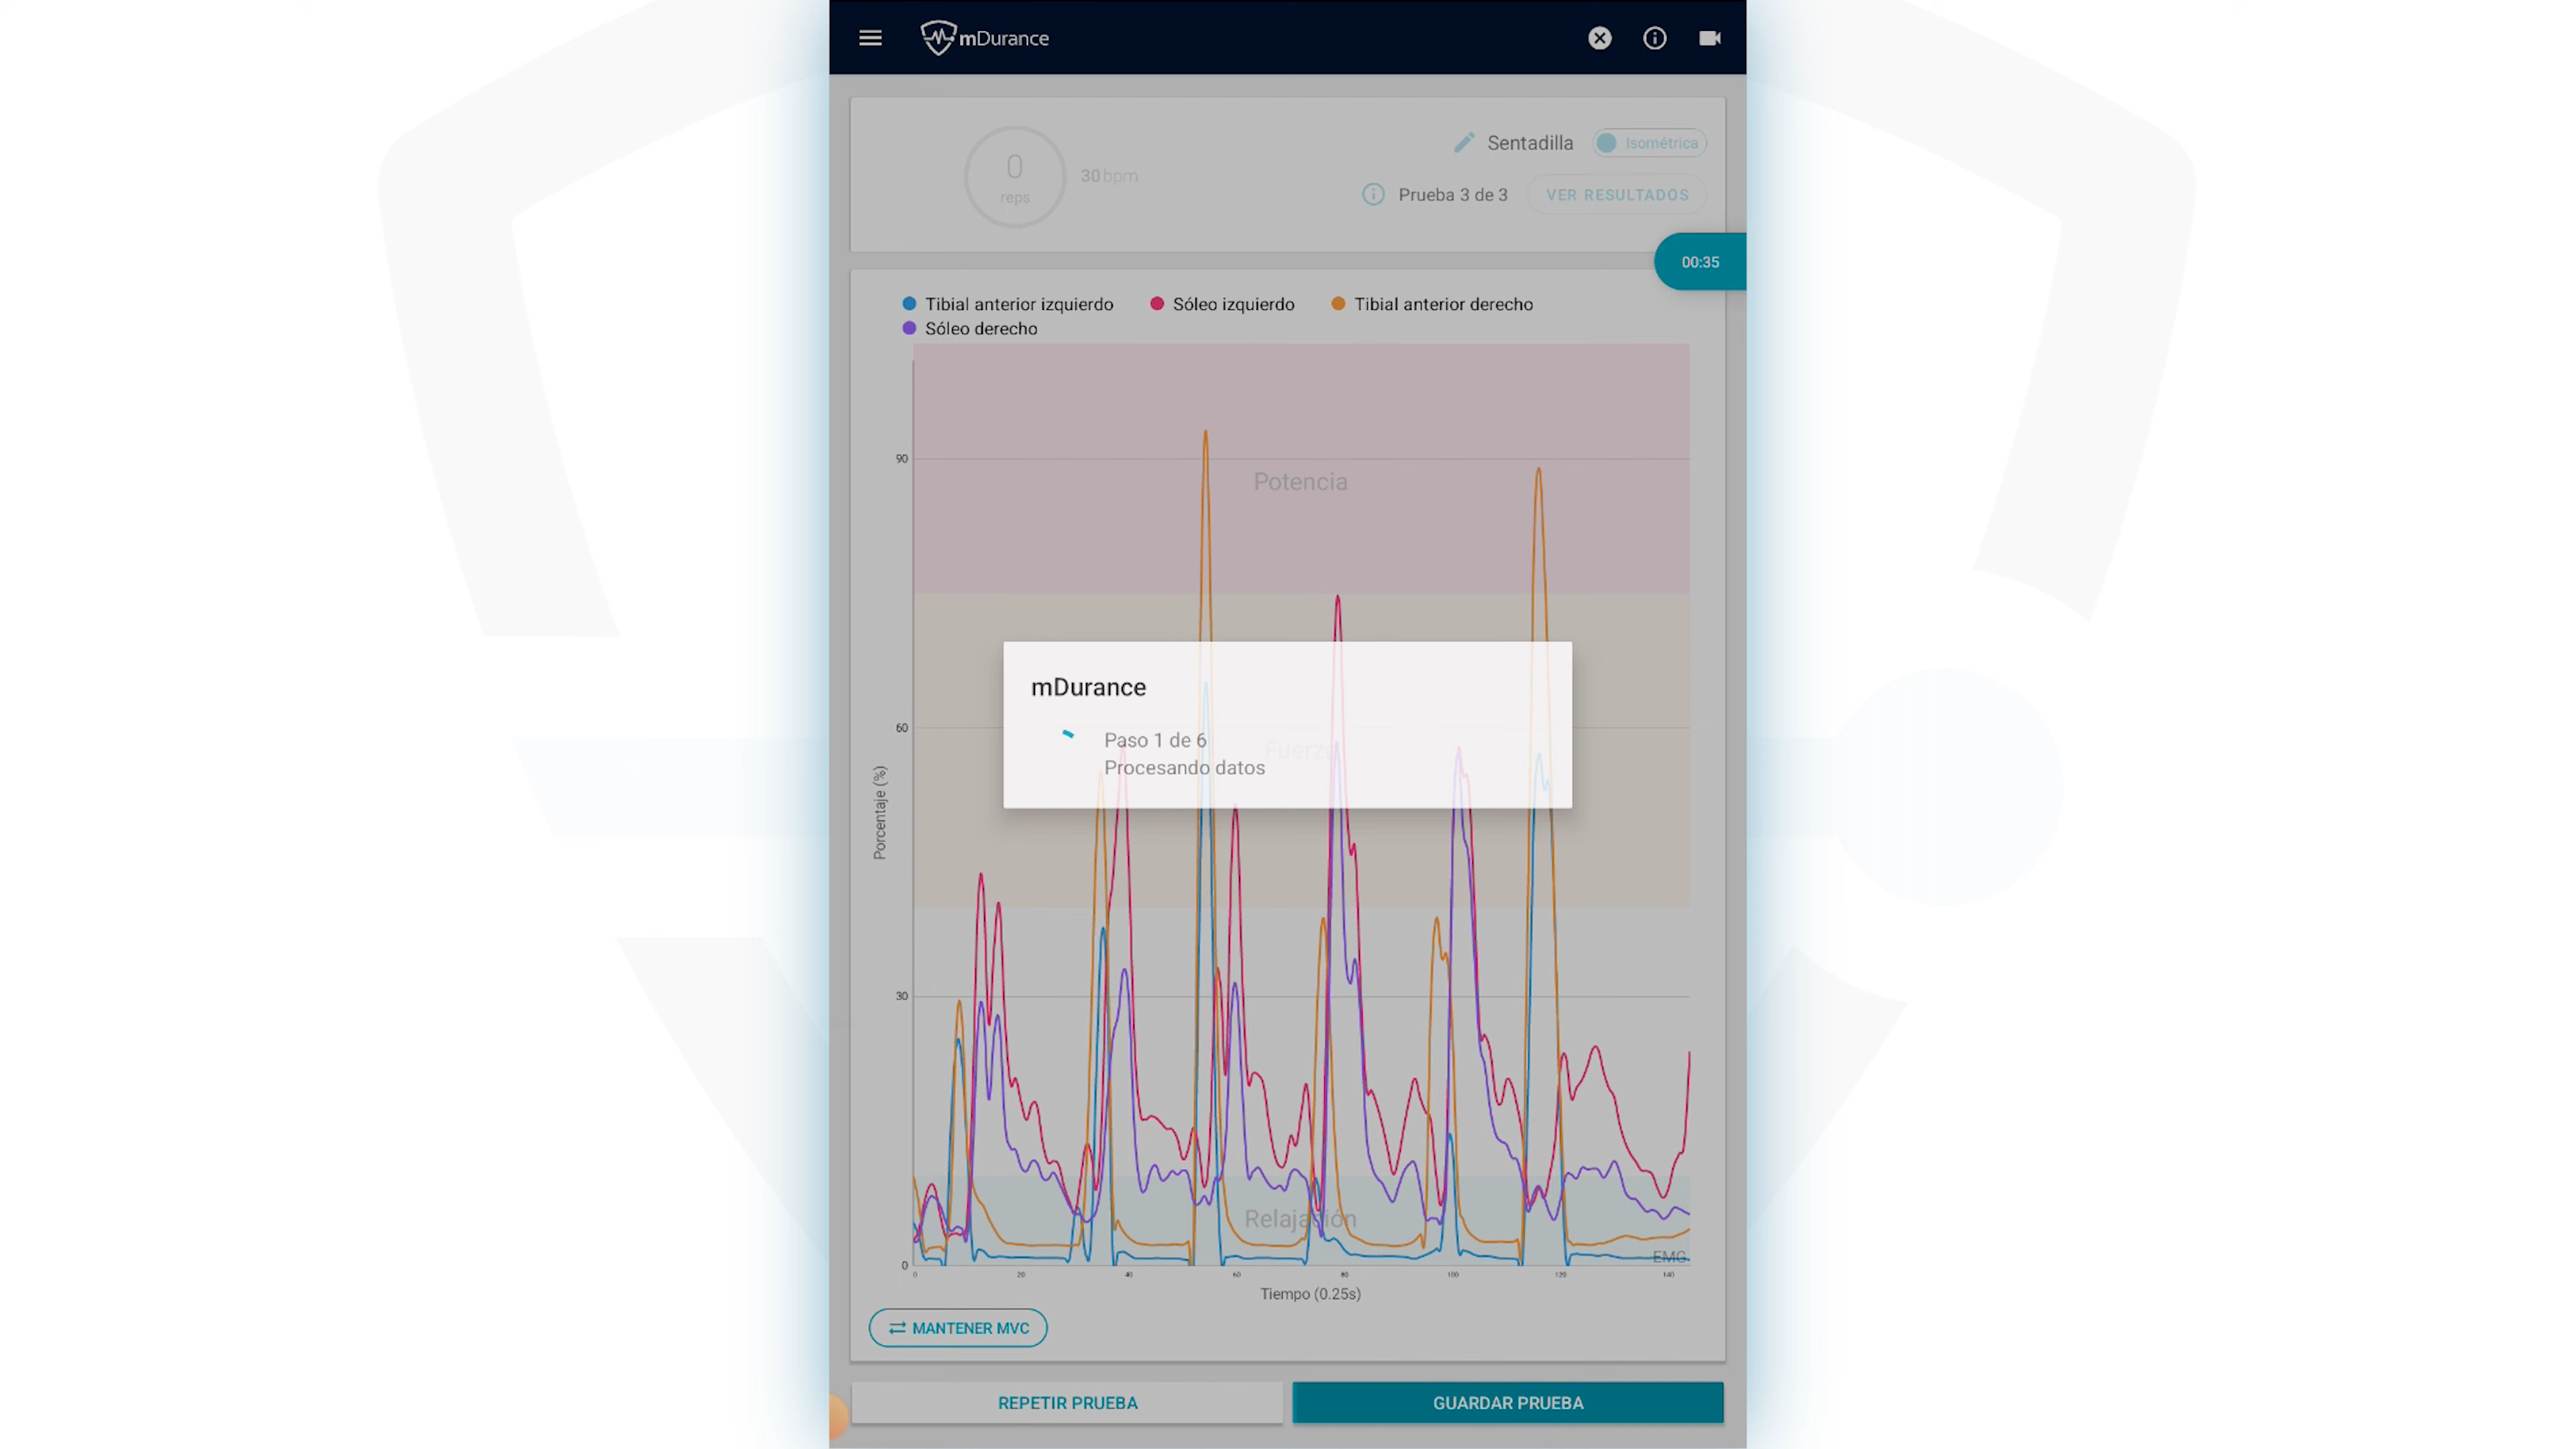 mDurance
0
reps
30 bpm
Sentadilla
Isométrica
Prueba 3 de 3
VER RESULTADOS
00:35
Tibial anterior izquierdo
Sóleo izquierdo
Tibial anterior derecho
Sóleo derecho
Potencia
90
mDurance
Paso 1 de 6
Procesando datos
Fuerza
60
Porcentaje (%)
30
Relajación
EMG
0
0 20 40 60 80 100 120 140
Tiempo (0.25s)
MANTENER MVC
REPETIR PRUEBA
GUARDAR PRUEBA